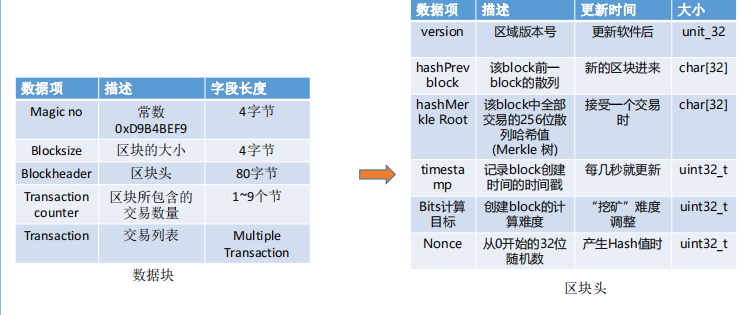 数据项 描述 字段长度
Magic no 常数 4字节
0xD9B4BEF9
Blocksize 区块的大小 4字节
Blockheader 区块头 80字节
Transaction 区块所包含的 1~9个节
counter 交易数量
Transaction 交易列表 Multiple
Transaction
数据块
数据项 描述 更新时间 大小
version 区域版本号 更新软件后 unit_32
hashPrev 该block前一 新的区块进来 char[32]
block block的散列
hashMer 该block中全部 接受一个交易 char[32]
kle Root 交易的256位散 时
列哈希值
(Merkle 树)
timesta 记录block创建 每几秒就更新 uint32_t
mp 时间的时间戳
Bits计算 创建block的计 “挖矿”难度 uint32_t
目标 算难度 调整
Nonce 从0开始的32位 产生Hash值时 uint32_t
随机数
区块头